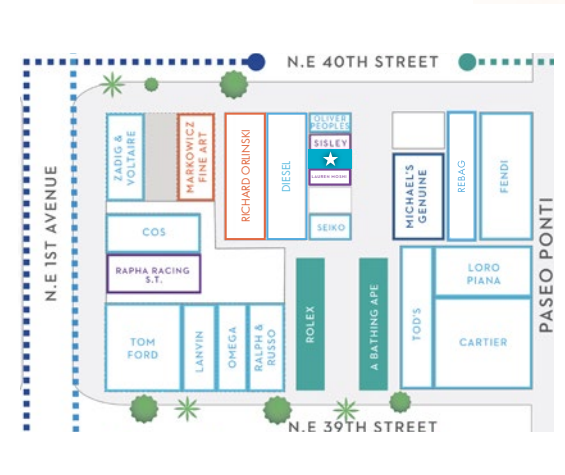 N.E 40TH STREET
N.E 1ST AVENUE
ZADIG &
VOLTAIRE
MARKOWICZ
FINE ART
RICHARD ORLINSKI
DIESEL
OLIVER
PEOPLES
SISLEY
LAUREN MOSHI
SEIKO
MICHAEL'S
GENUINE
REBAG
FENDI
PASEO PONTI
COS
RAPHA RACING
S.T.
TOM
FORD
LANVIN
OMEGA
RALPH &
RUSSO
ROLEX
A BATHING APE
TOD'S
LORO
PIANA
CARTIER
N.E 39TH STREET